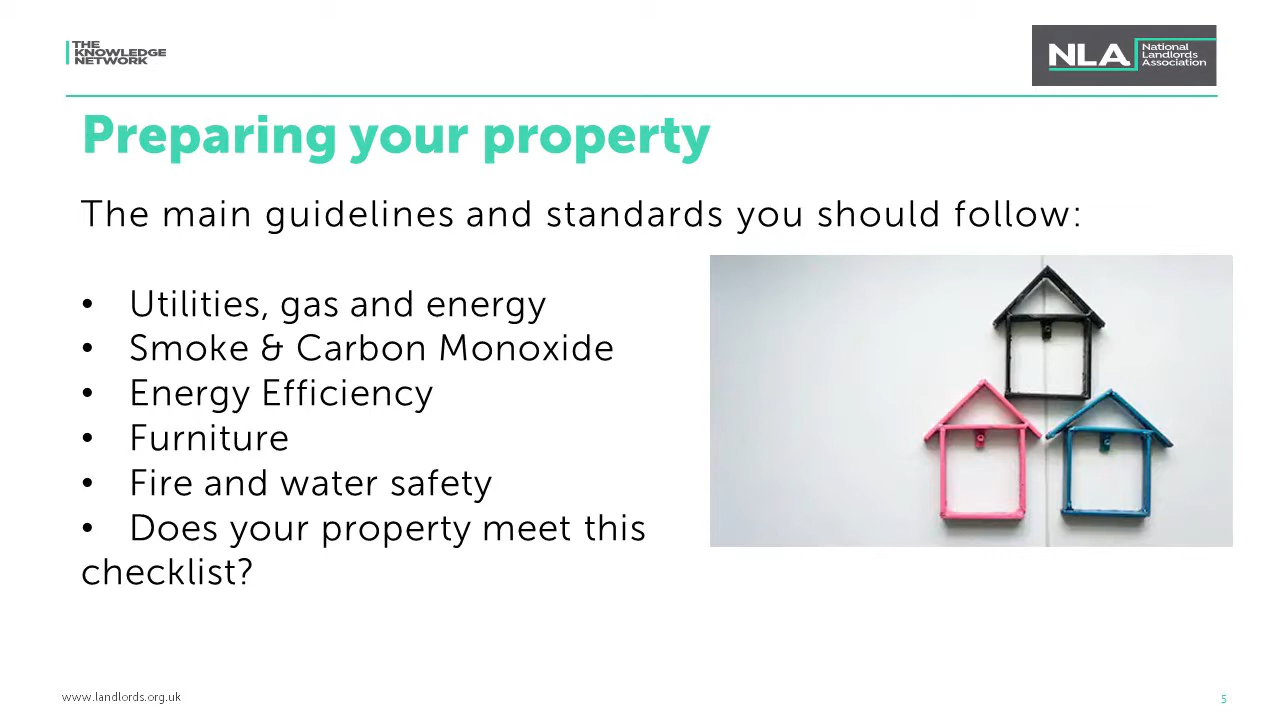 THE
KNOWLEDGE
NETWORK
NLA
National
Landlords
Association
Preparing your property
The main guidelines and standards you should follow:
• Utilities, gas and energy
• Smoke & Carbon Monoxide
• Energy Efficiency
• Furniture
• Fire and water safety
• Does your property meet this
checklist?
www.landlords.org.uk
5